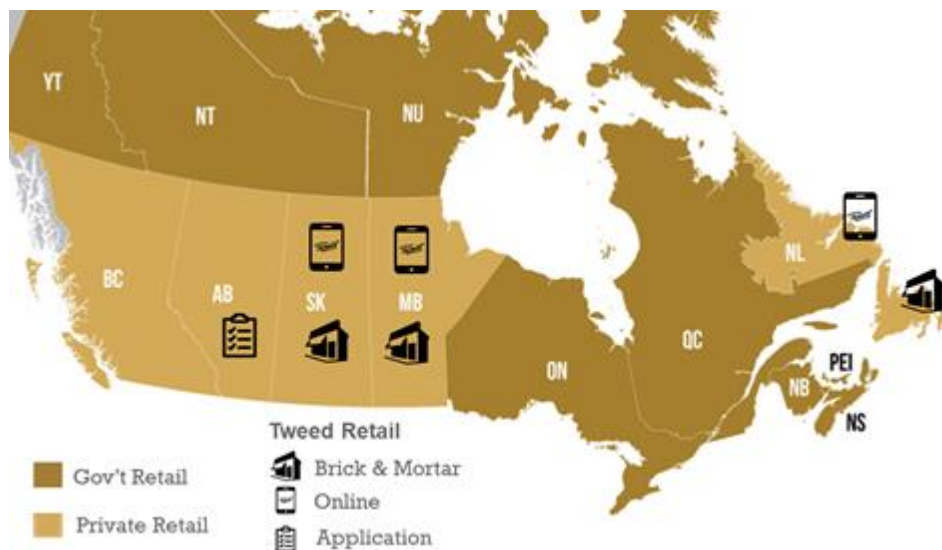 YT
NT
NU
BC
AB
SK
MB
NL
ON
QC
PEI
NB
NS
Tweed Retail
Brick & Mortar
Online
Application
Gov't Retail
Private Retail